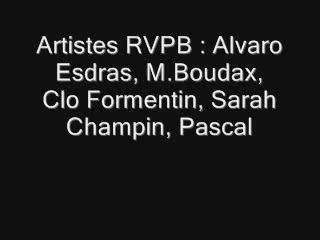 Artistes RVPB : Alvaro
Esdras, M.Boudax,
Clo Formentin, Sarah
Champin, Pascal